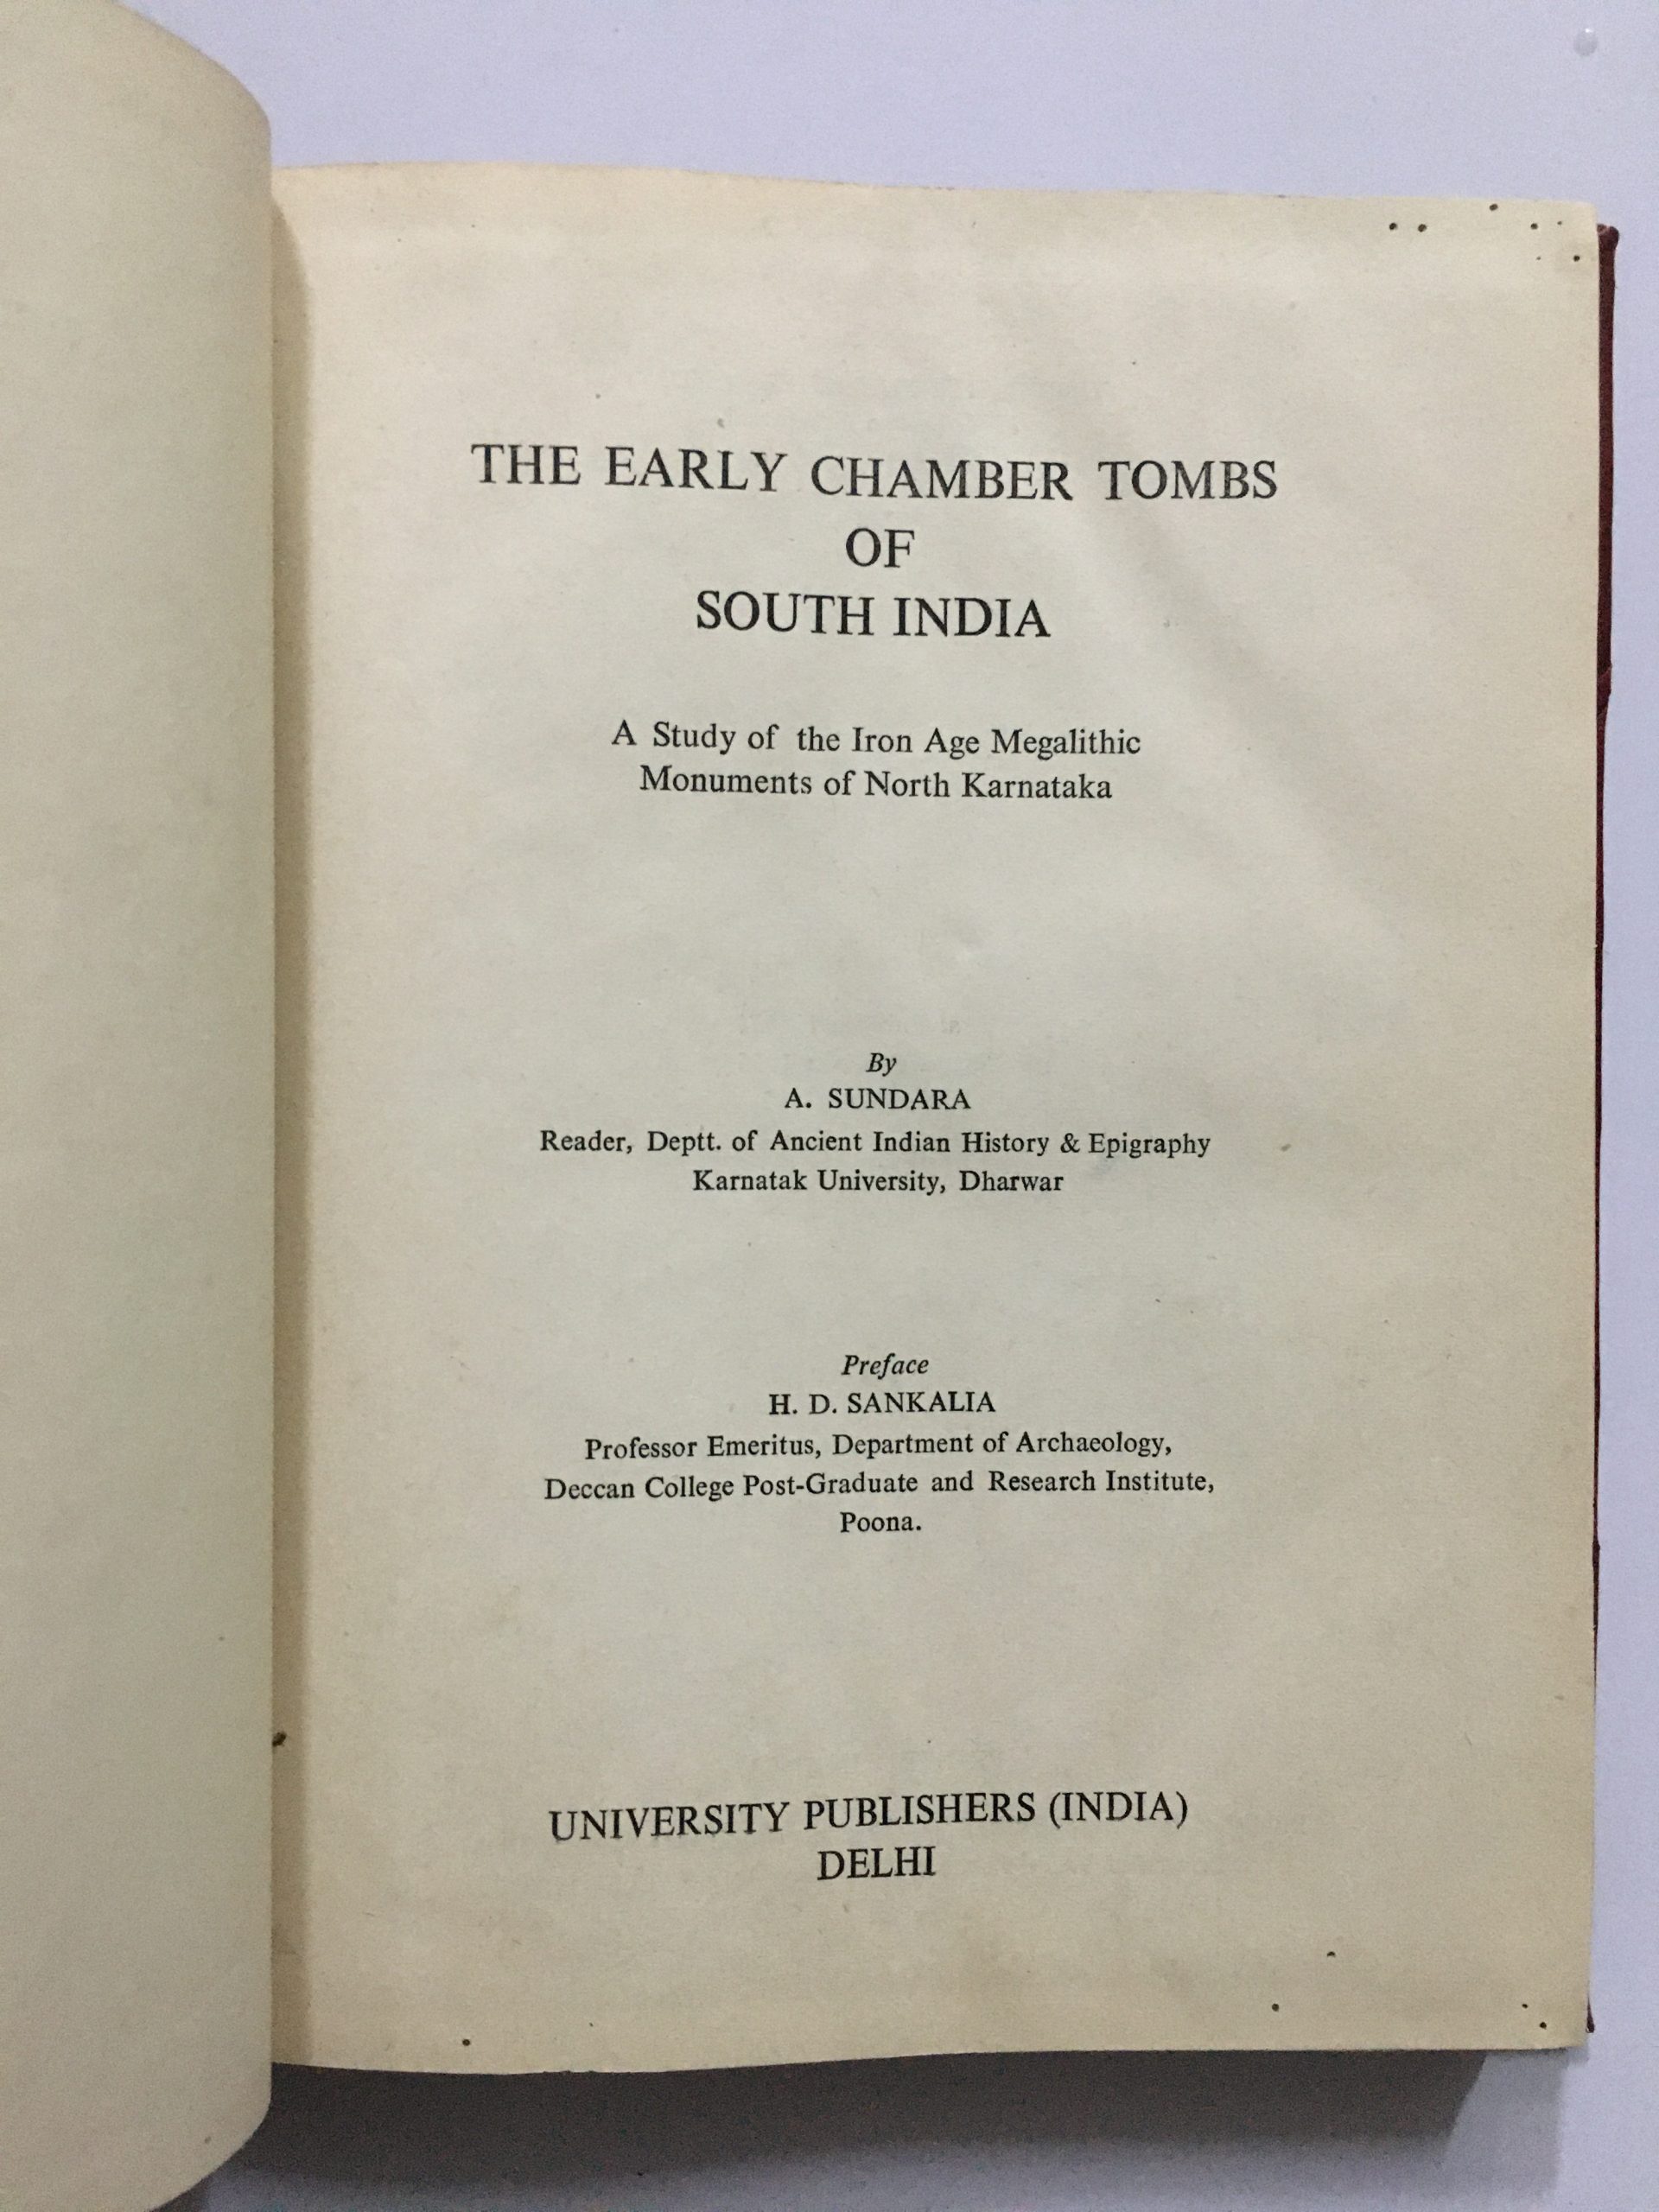 THE EARLY CHAMBER TOMBS
OF
SOUTH INDIA
A Study of the Iron Age Megalithic
Monuments of North Karnataka
By
A. SUNDARA
Reader, Deptt. of Ancient Indian History & Epigraphy
Karnatak University, Dharwar
Preface
H. D. SANKALIA
Professor Emeritus, Department of Archaeology,
Deccan College Post-Graduate and Research Institute,
Poona.
UNIVERSITY PUBLISHERS (INDIA)
DELHI